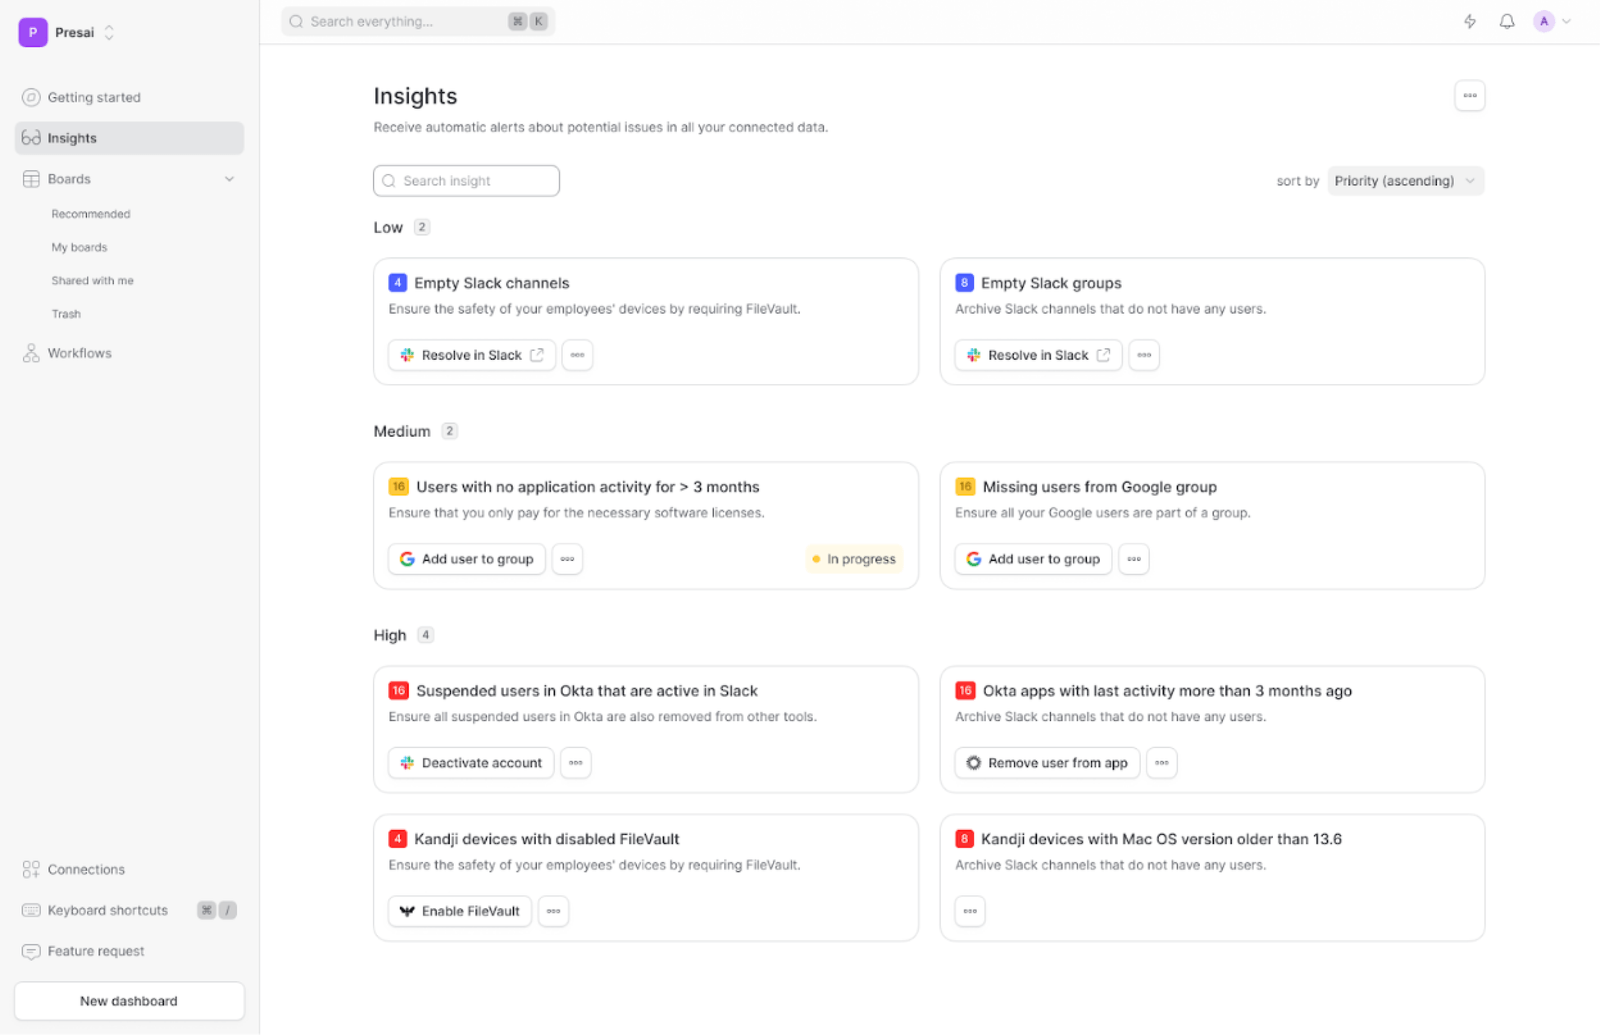 P Presai
Search everything... ⌘ K
A
Getting started
Insights
Boards
Recommended
My boards
Shared with me
Trash
Workflows
Connections
Keyboard shortcuts ⌘ /
Feature request
New dashboard
Insights
Receive automatic alerts about potential issues in all your connected data.
Search insight
sort by Priority (ascending)
Low 2
4 Empty Slack channels
Ensure the safety of your employees' devices by requiring FileVault.
Resolve in Slack
8 Empty Slack groups
Archive Slack channels that do not have any users.
Resolve in Slack
Medium 2
16 Users with no application activity for > 3 months
Ensure that you only pay for the necessary software licenses.
Add user to group
In progress
16 Missing users from Google group
Ensure all your Google users are part of a group.
Add user to group
High 4
16 Suspended users in Okta that are active in Slack
Ensure all suspended users in Okta are also removed from other tools.
Deactivate account
16 Okta apps with last activity more than 3 months ago
Archive Slack channels that do not have any users.
Remove user from app
4 Kandji devices with disabled FileVault
Ensure the safety of your employees' devices by requiring FileVault.
Enable FileVault
8 Kandji devices with Mac OS version older than 13.6
Archive Slack channels that do not have any users.